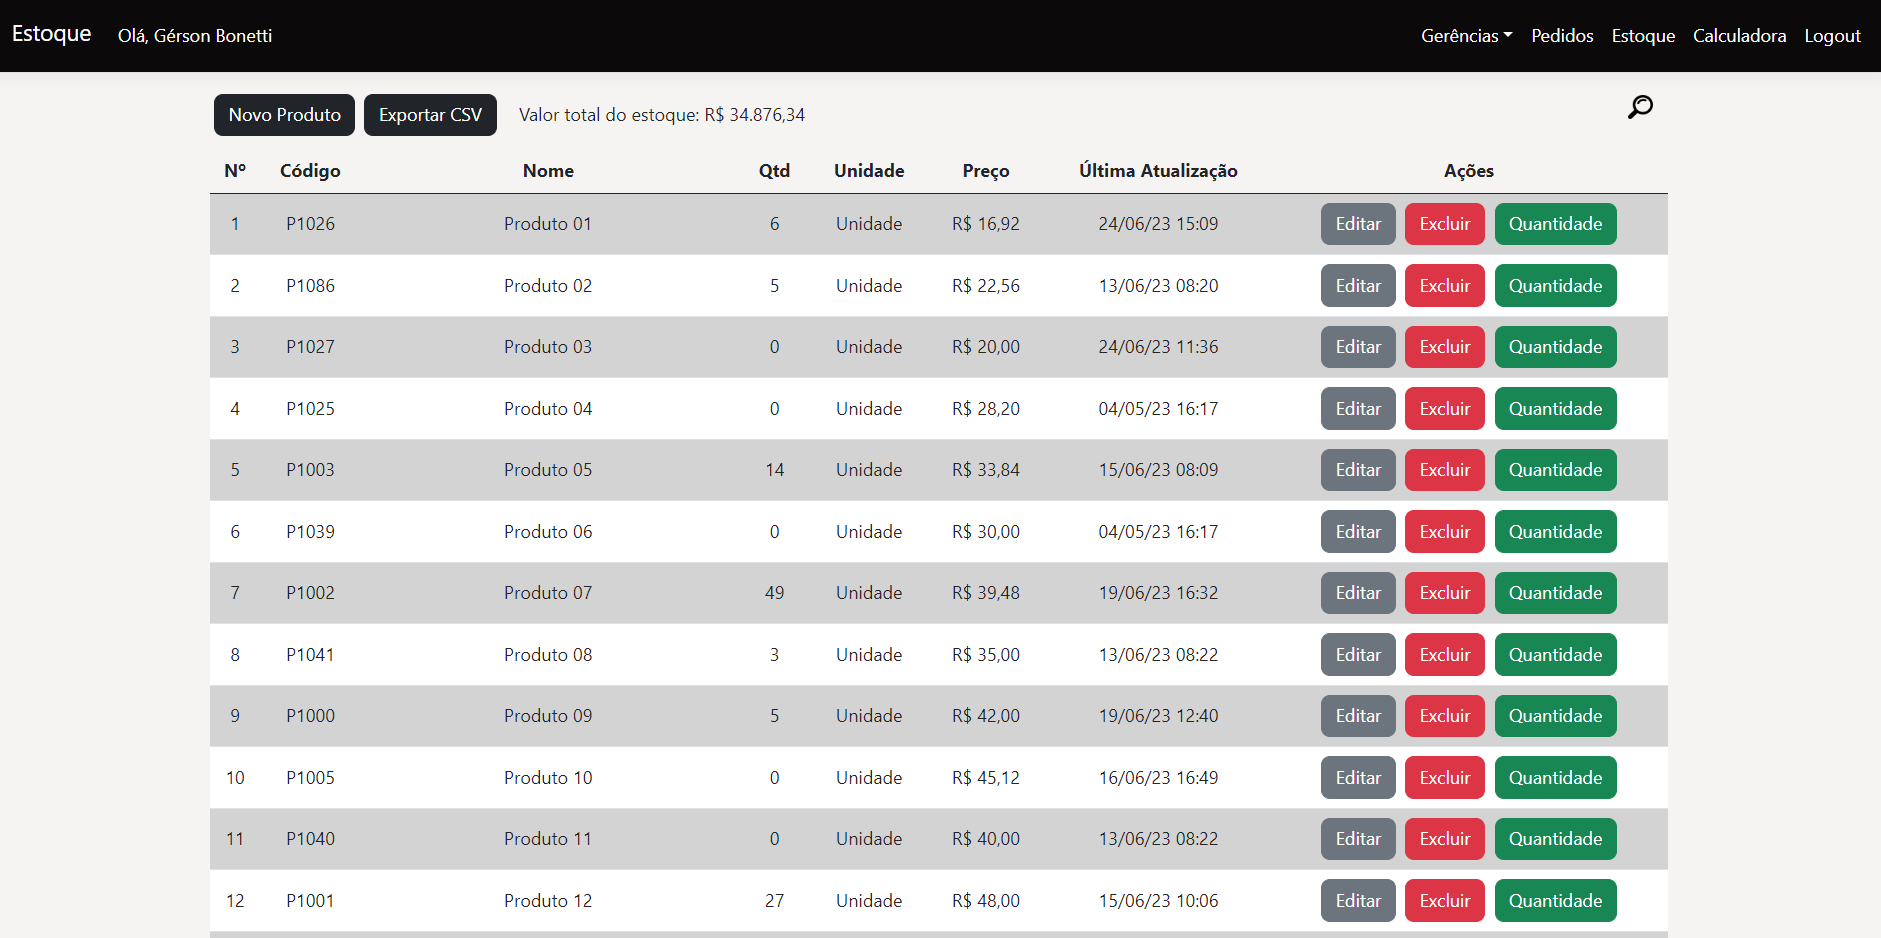 Estoque Olá, Gérson Bonetti Gerências Pedidos Estoque Calculadora Logout
Novo Produto Exportar CSV Valor total do estoque: R$ 34.876,34
Nº Código Nome Qtd Unidade Preço Última Atualização Ações
1 P1026 Produto 01 6 Unidade R$ 16,92 24/06/23 15:09 Editar Excluir Quantidade
2 P1086 Produto 02 5 Unidade R$ 22,56 13/06/23 08:20 Editar Excluir Quantidade
3 P1027 Produto 03 0 Unidade R$ 20,00 24/06/23 11:36 Editar Excluir Quantidade
4 P1025 Produto 04 0 Unidade R$ 28,20 04/05/23 16:17 Editar Excluir Quantidade
5 P1003 Produto 05 14 Unidade R$ 33,84 15/06/23 08:09 Editar Excluir Quantidade
6 P1039 Produto 06 0 Unidade R$ 30,00 04/05/23 16:17 Editar Excluir Quantidade
7 P1002 Produto 07 49 Unidade R$ 39,48 19/06/23 16:32 Editar Excluir Quantidade
8 P1041 Produto 08 3 Unidade R$ 35,00 13/06/23 08:22 Editar Excluir Quantidade
9 P1000 Produto 09 5 Unidade R$ 42,00 19/06/23 12:40 Editar Excluir Quantidade
10 P1005 Produto 10 0 Unidade R$ 45,12 16/06/23 16:49 Editar Excluir Quantidade
11 P1040 Produto 11 0 Unidade R$ 40,00 13/06/23 08:22 Editar Excluir Quantidade
12 P1001 Produto 12 27 Unidade R$ 48,00 15/06/23 10:06 Editar Excluir Quantidade